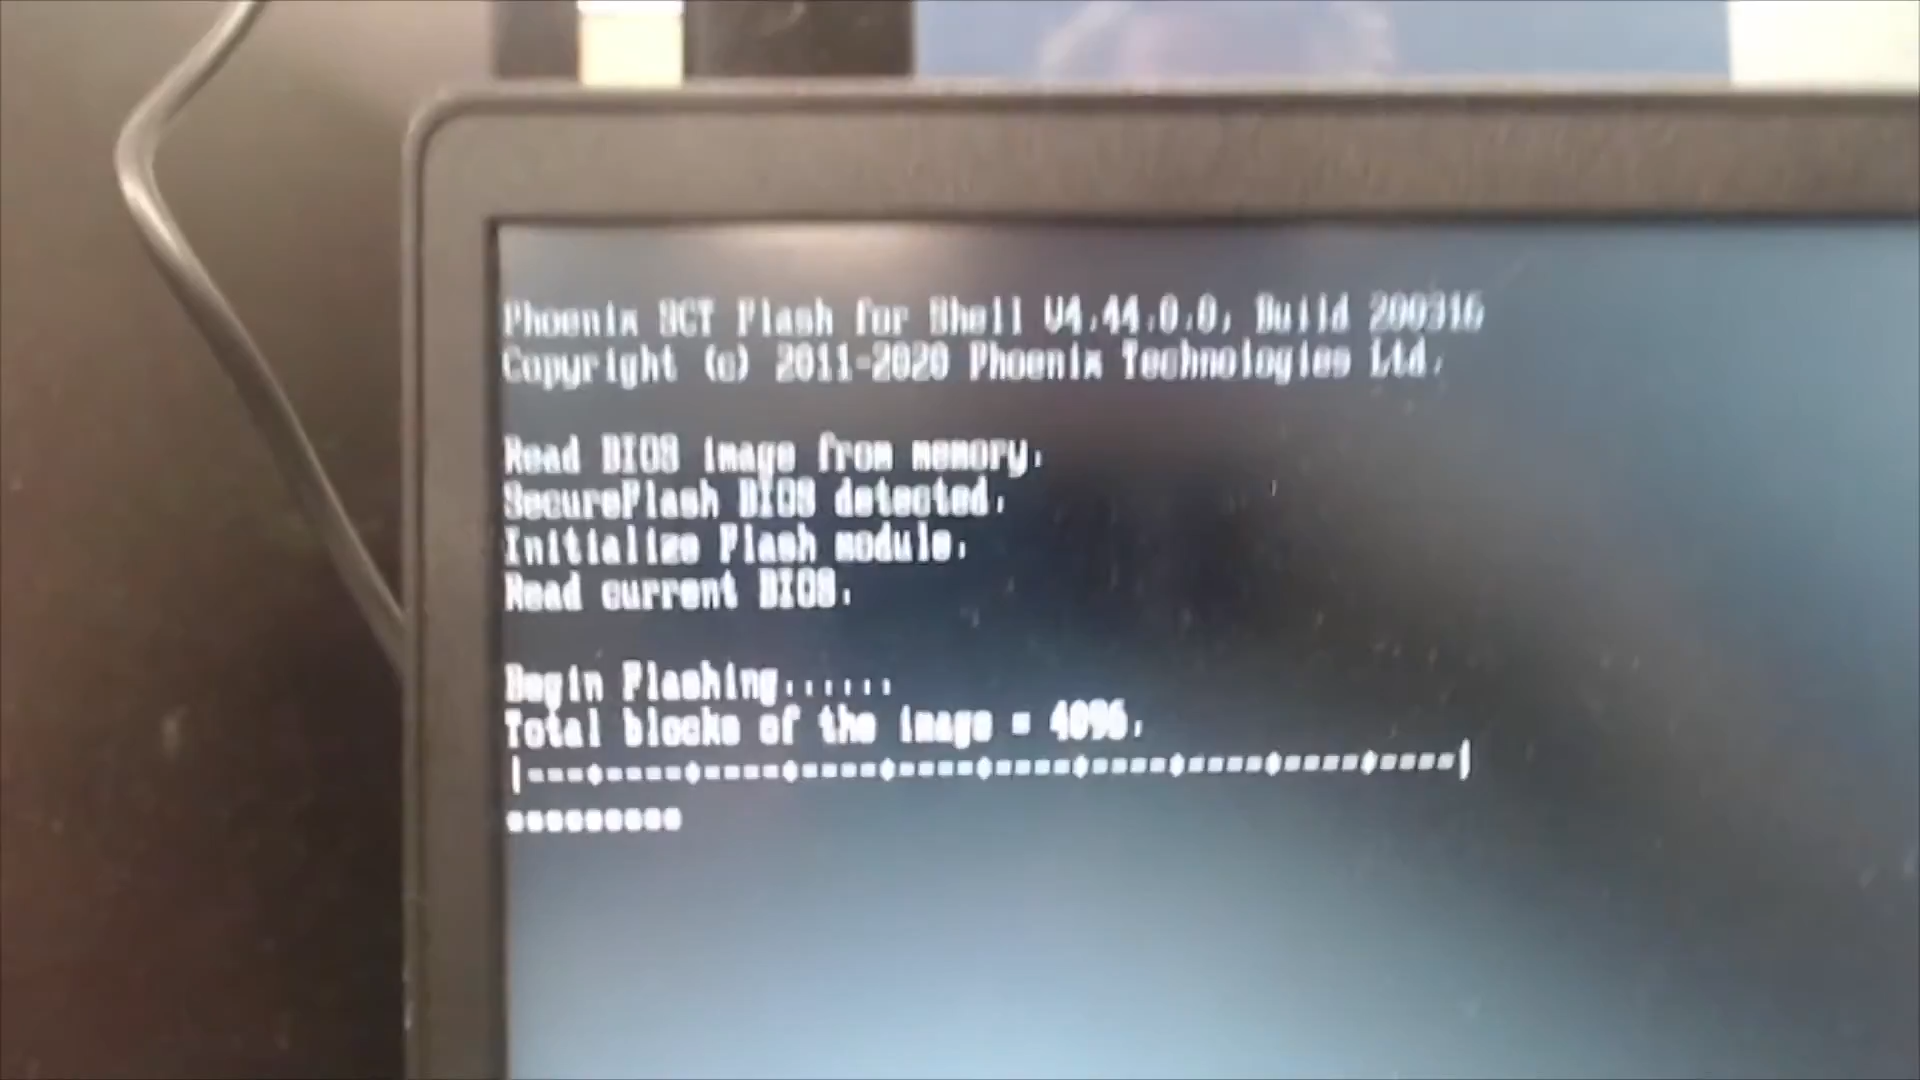 Phoenix SCT Flash for Shell V4.44.0.0, Build 200316
Copyright (c) 2011-2020 Phoenix Technologies Ltd.
Read BIOS image from memory.
SecureFlash BIOS detected.
Initialize Flash module.
Read current BIOS.
Begin Flashing......
Total blocks of the image = 4096.
|---+----+----+----+----+----+----+----+----+----|